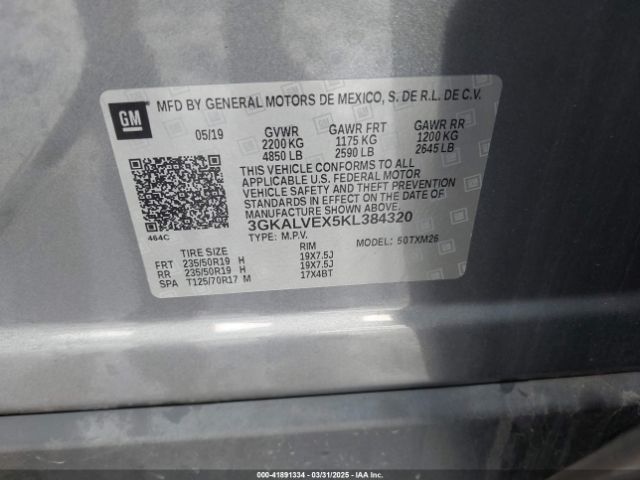 GM
MFD BY GENERAL MOTORS DE MEXICO, S. DE R.L. DE C.V.
05/19 GVWR GAWR FRT GAWR RR
2200 KG 1175 KG 1200 KG
4850 LB 2590 LB 2645 LB
THIS VEHICLE CONFORMS TO ALL
APPLICABLE U.S. FEDERAL MOTOR
VEHICLE SAFETY AND THEFT PREVENTION
STANDARDS IN EFFECT ON THE DATE OF
MANUFACTURE SHOWN ABOVE.
3GKALVEX5KL384320
464C TYPE: M.P.V. MODEL: 50TXM26
TIRE SIZE RIM
FRT 235/50R19 H 19X7.5J
RR 235/50R19 H 19X7.5J
SPA T125/70R17 M 17X4BT
000-41891334 — 03/31/2025 — Copyright © IAA, LLC